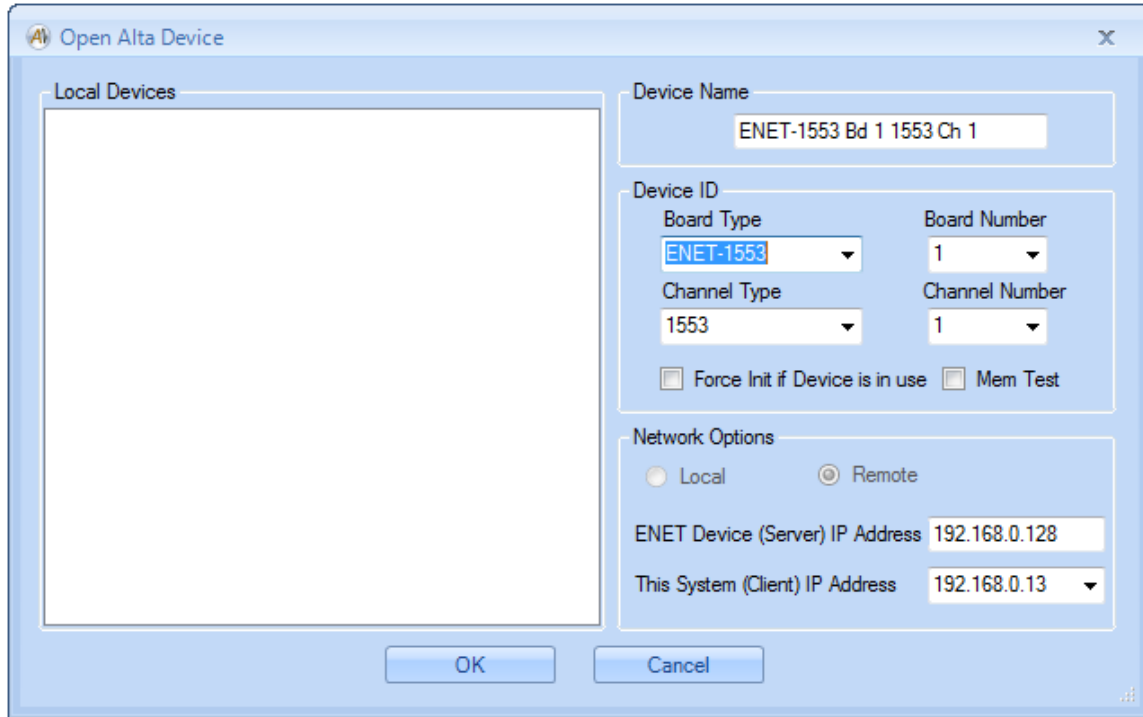 Open Alta Device
Local Devices
Device Name
ENET-1553 Bd 1 1553 Ch 1
Device ID
Board Type
Board Number
ENET-1553
1
Channel Type
Channel Number
1553
1
Force Init if Device is in use
Mem Test
Network Options
Local
Remote
ENET Device (Server) IP Address
192.168.0.128
This System (Client) IP Address
192.168.0.13
OK
Cancel